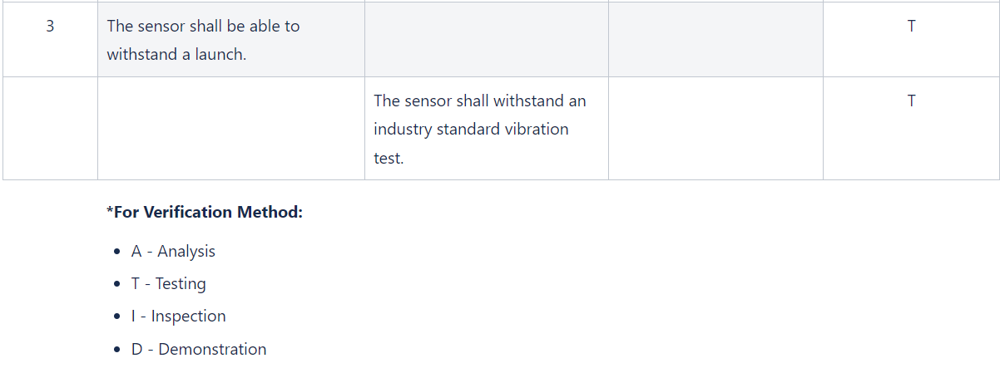 3
The sensor shall be able to
withstand a launch.
T
The sensor shall withstand an
industry standard vibration
test.
T
*For Verification Method:
• A - Analysis
• T - Testing
• I - Inspection
• D - Demonstration